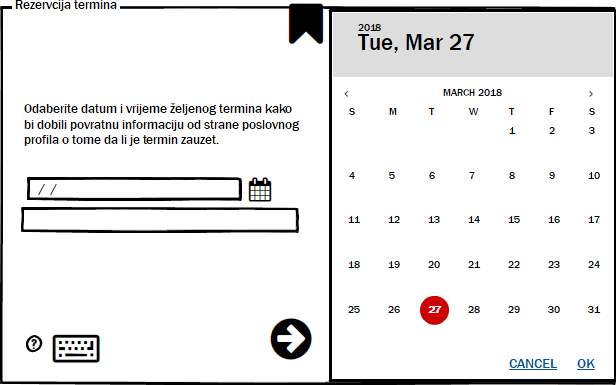 Rezervcija termina
Odaberite datum i vrijeme željenog termina kako
bi dobili povratnu informaciju od strane poslovnog
profila o tome da li je termin zauzet.
/ /
?
2018
Tue, Mar 27
‹ MARCH 2018 ›
S M T W T F S
1 2 3
4 5 6 7 8 9 10
11 12 13 14 15 16 17
18 19 20 21 22 23 24
25 26 27 28 29 30 31
CANCEL OK